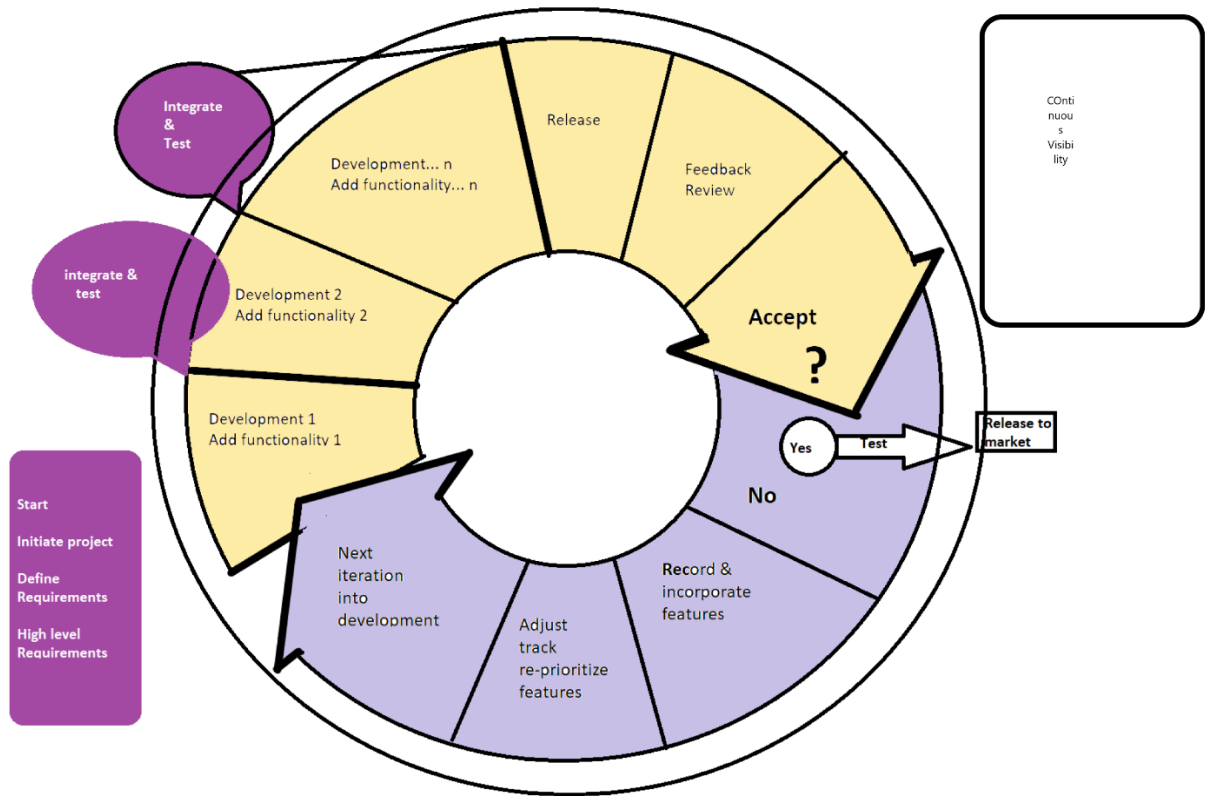 Integrate
&
Test
integrate &
test
Development... n
Add functionality... n
Release
Feedback
Review
COnti
nuou
s
Visibi
lity
Development 2
Add functionality 2
Accept
?
Development 1
Add functionality 1
Yes
Test
Release to
market
No
Start
Initiate project
Define
Requirements
High level
Requirements
Next
iteration
into
development
Adjust
track
re-prioritize
features
Record &
incorporate
features